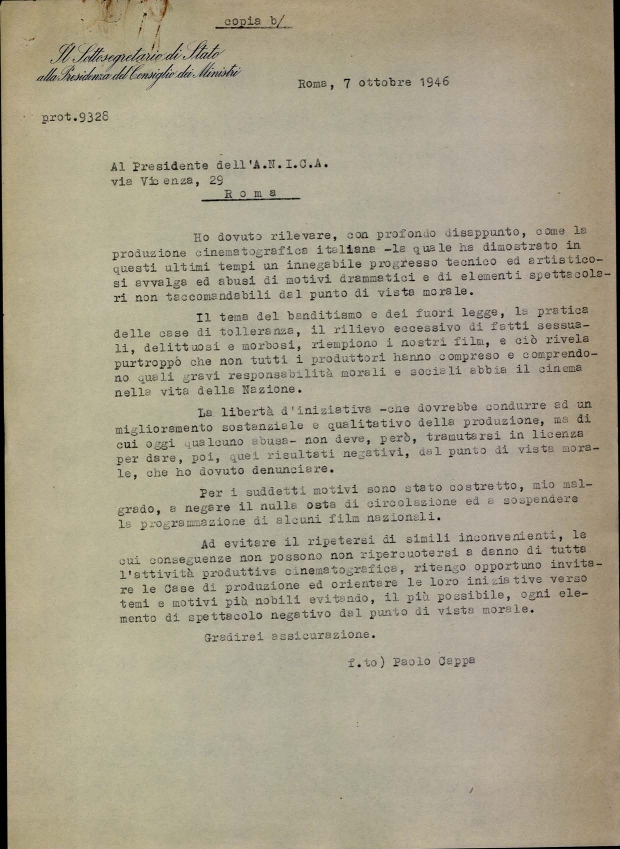 copia b/
Il Sottosegretario di Stato
alla Presidenza del Consiglio dei Ministri
Roma, 7 ottobre 1946
prot.9328
Al Presidente dell'A.N.I.C.A.
via Vicenza, 29
Roma
Ho dovuto rilevare, con profondo disappunto, come la
produzione cinematografica italiana -la quale ha dimostrato in
questi ultimi tempi un innegabile progresso tecnico ed artistico-
si avvalga ed abusi di motivi drammatici e di elementi spettacola-
ri non taccomandabili dal punto di vista morale.
Il tema del banditismo e dei fuori legge, la pratica
delle case di tolleranza, il rilievo eccessivo di fatti sessua-
li, delittuosi e morbosi, riempiono i nostri film, e ciò rivela
purtroppò che non tutti i produttori hanno compreso e comprendo-
no quali gravi responsabilità morali e sociali abbia il cinema
nella vita della Nazione.
La libertà d'iniziativa -che dovrebbe condurre ad un
miglioramento sostanziale e qualitativo della produzione, ma di
cui oggi qualcuno abusa- non deve, però, tramutarsi in licenza
per dare, poi, quei risultati negativi, dal punto di vista mora-
le, che ho dovuto denunciare.
Per i suddetti motivi sono stato costretto, mio mal-
grado, a negare il nulla osta di circolazione ed a sospendere
la programmazione di alcuni film nazionali.
Ad evitare il ripetersi di simili inconvenienti, le
cui conseguenze non possono non ripercuotersi a danno di tutta
l'attività produttiva cinematografica, ritengo opportuno invita-
re le Case di produzione ed orientare le loro iniziative verso
temi e motivi più nobili evitando, il più possibile, ogni ele-
mento di spettacolo negativo dal punto di vista morale.
Gradirei assicurazione.
f.to) Paolo Cappa